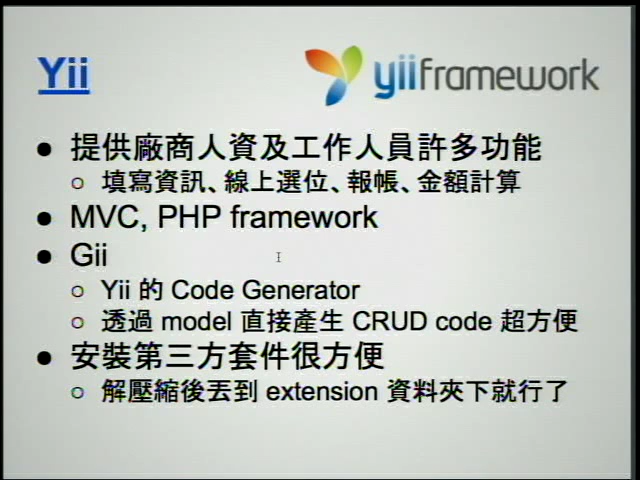 Yii
yiiframework
提供廠商人資及工作人員許多功能
填寫資訊、線上選位、報帳、金額計算
MVC, PHP framework
Gii
Yii 的 Code Generator
透過 model 直接產生 CRUD code 超方便
安裝第三方套件很方便
解壓縮後丟到 extension 資料夾下就行了